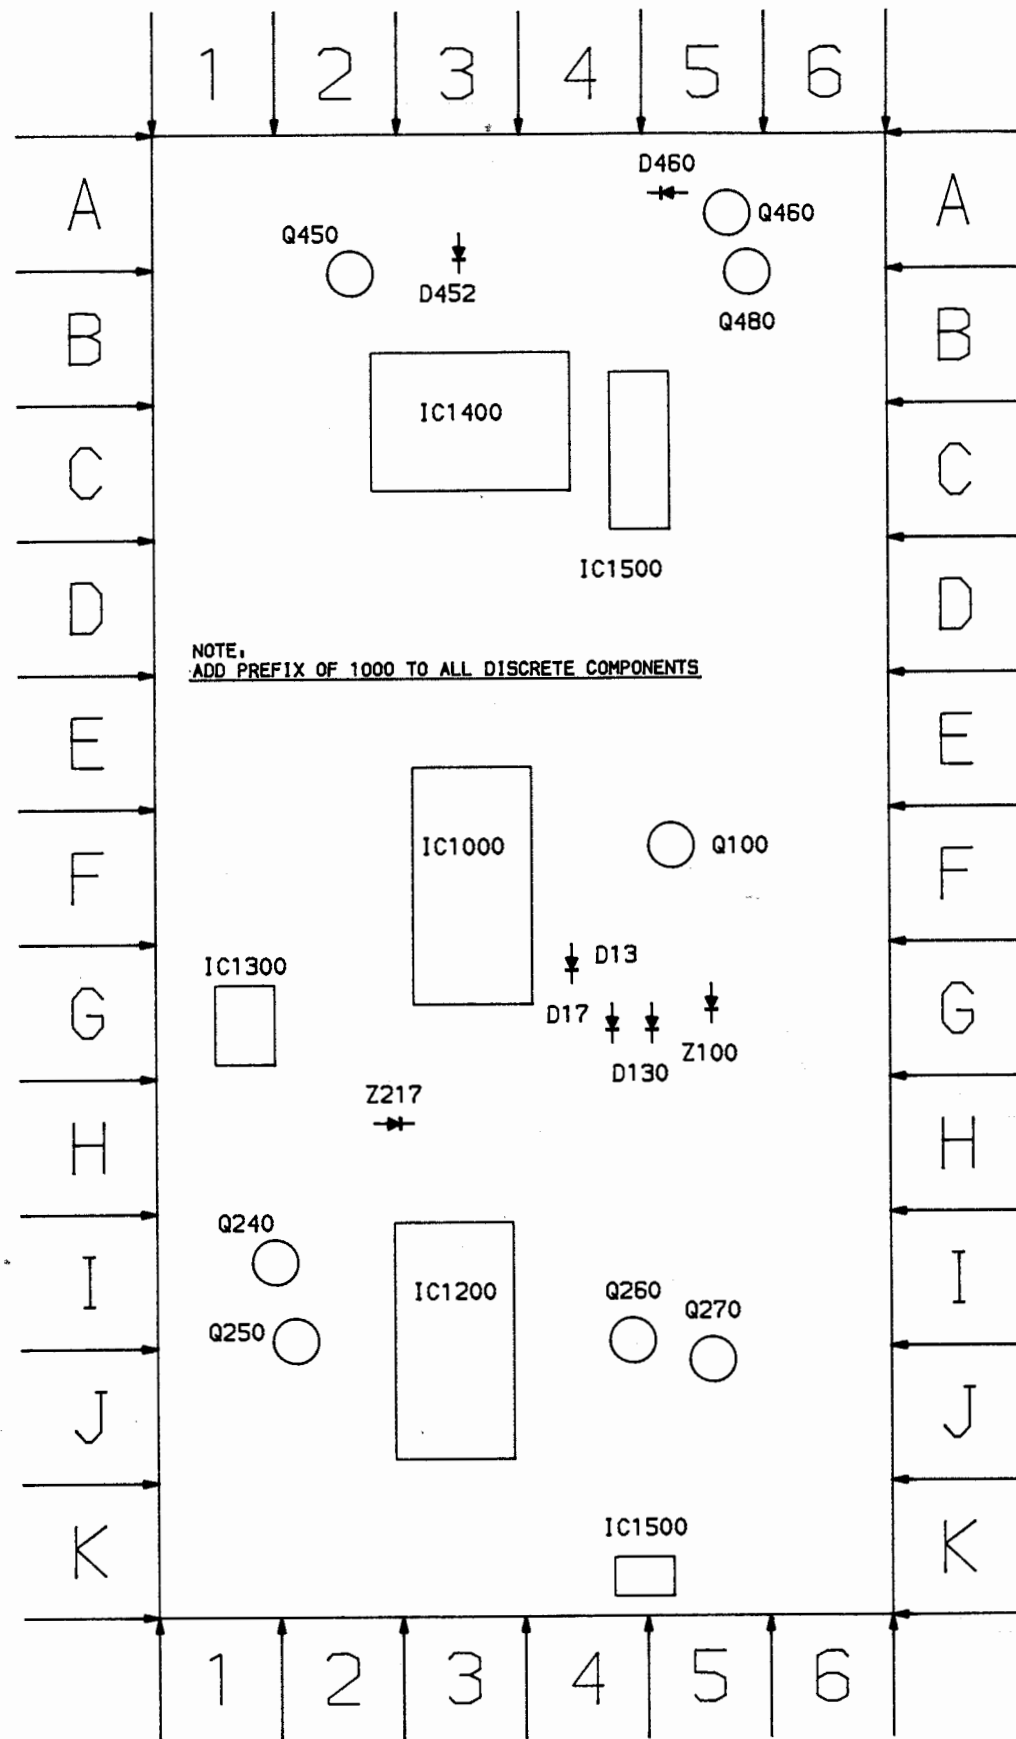 1 2 3 4 5 6
A D460 A
Q460
Q450
D452
Q480
B B
IC1400
C C
IC1500
D D
NOTE.
ADD PREFIX OF 1000 TO ALL DISCRETE COMPONENTS
E E
IC1000 Q100
F F
D13
IC1300
G D17 G
Z100
D130
Z217
H H
Q240
I IC1200 Q260 I
Q270
Q250
J J
IC1500
K K
1 2 3 4 5 6